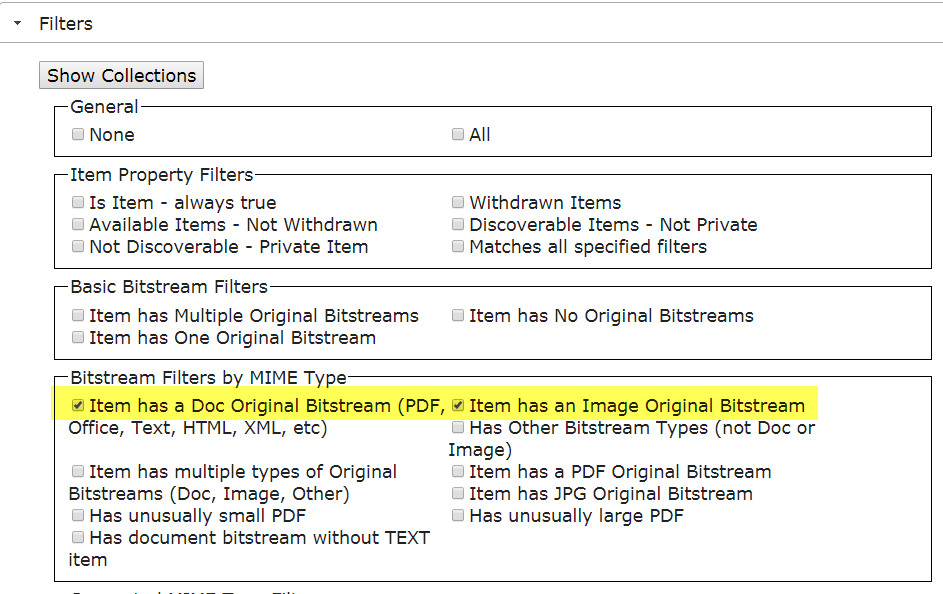 Filters
Show Collections
General
None All
Item Property Filters
Is Item - always true Withdrawn Items
Available Items - Not Withdrawn Discoverable Items - Not Private
Not Discoverable - Private Item Matches all specified filters
Basic Bitstream Filters
Item has Multiple Original Bitstreams Item has No Original Bitstreams
Item has One Original Bitstream
Bitstream Filters by MIME Type
Item has a Doc Original Bitstream (PDF, Item has an Image Original Bitstream
Office, Text, HTML, XML, etc) Has Other Bitstream Types (not Doc or
Image)
Item has multiple types of Original Item has a PDF Original Bitstream
Bitstreams (Doc, Image, Other) Item has JPG Original Bitstream
Has unusually small PDF Has unusually large PDF
Has document bitstream without TEXT
item